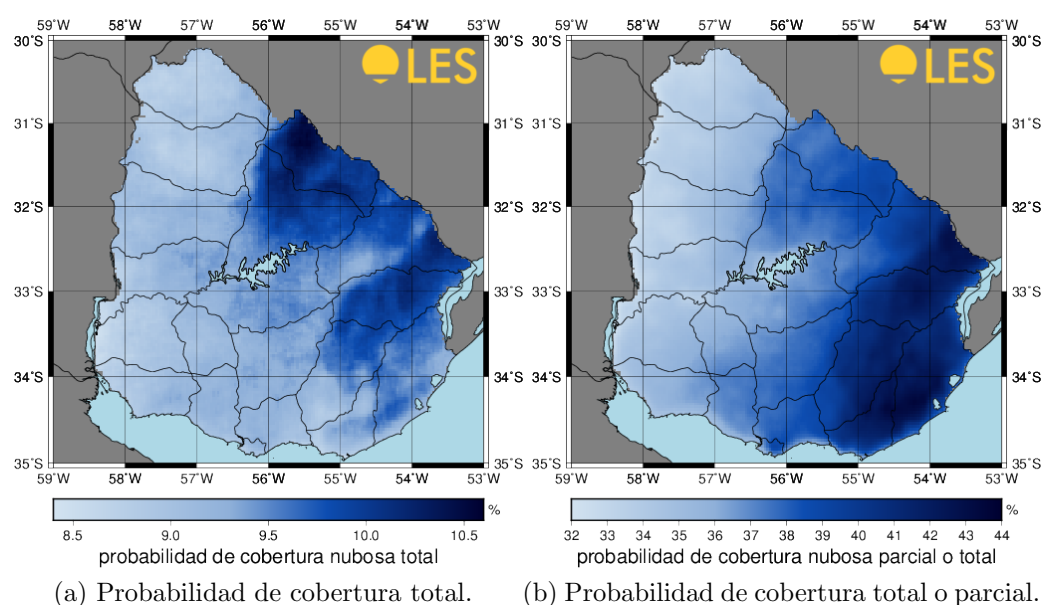 59°W 58°W 57°W 56°W 55°W 54°W 53°W
59°W 58°W 57°W 56°W 55°W 54°W 53°W
30°S 30°S
30°S 30°S
LES
LES
31°S 31°S
31°S 31°S
32°S 32°S
32°S 32°S
33°S 33°S
33°S 33°S
34°S 34°S
34°S 34°S
35°S 35°S
35°S 35°S
59°W 58°W 57°W 56°W 55°W 54°W 53°W
59°W 58°W 57°W 56°W 55°W 54°W 53°W
%
%
8.5 9.0 9.5 10.0 10.5
32 33 34 35 36 37 38 39 40 41 42 43 44
probabilidad de cobertura nubosa total
probabilidad de cobertura nubosa parcial o total
(a) Probabilidad de cobertura total.
(b) Probabilidad de cobertura total o parcial.